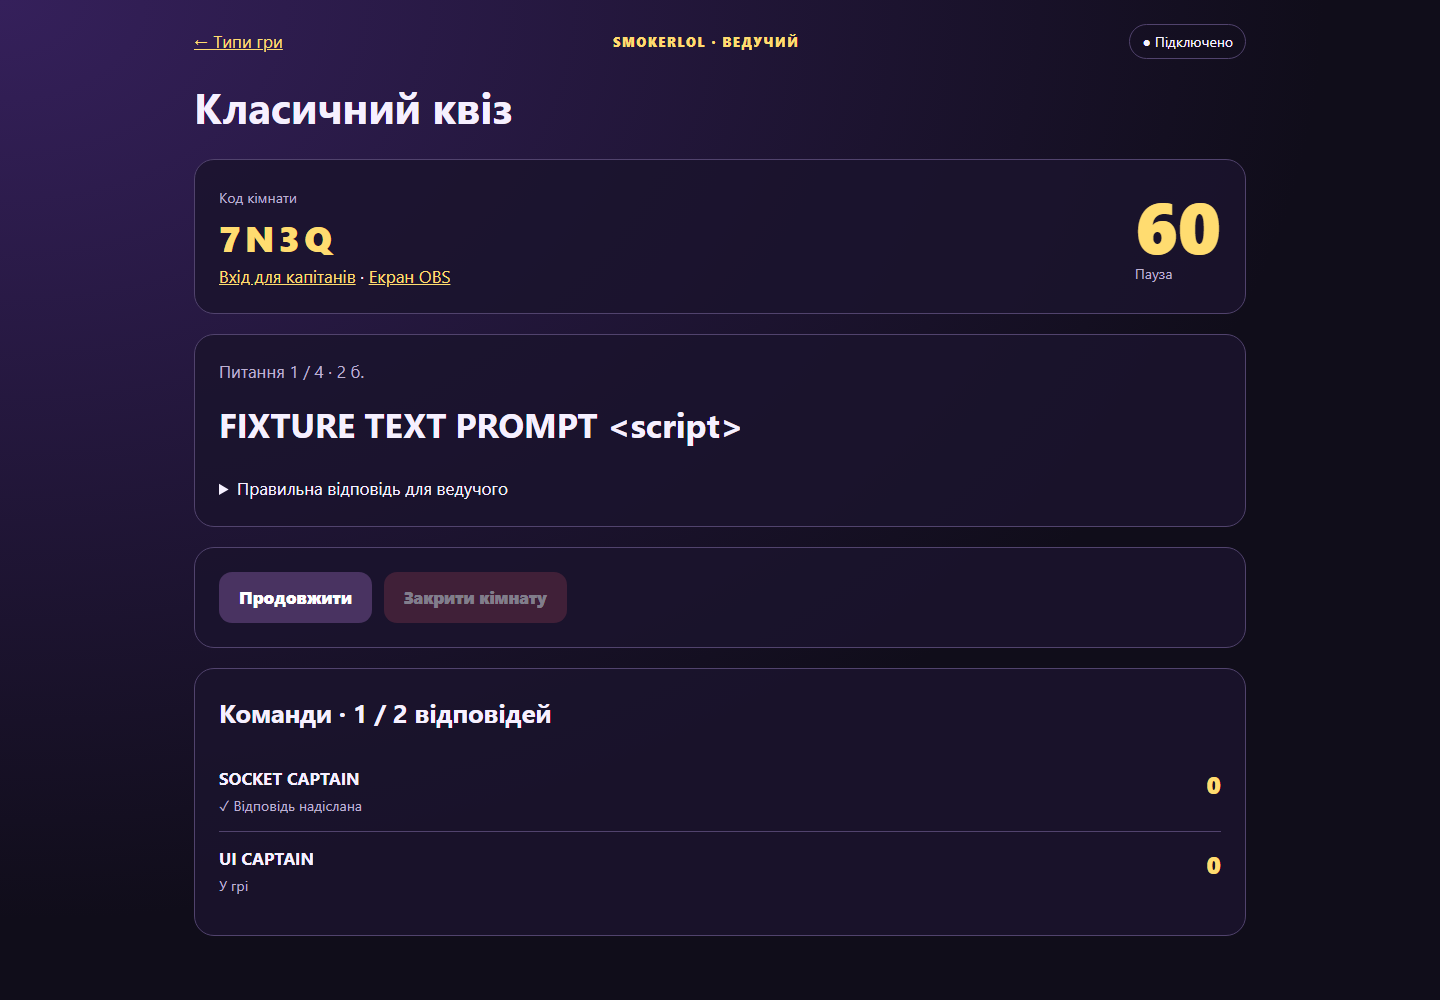 ← Типи гри
SMOKERLOL · ВЕДУЧИЙ
● Підключено
Класичний квіз
Код кімнати
7N3Q
Вхід для капітанів · Екран OBS
60
Пауза
Питання 1 / 4 · 2 б.
FIXTURE TEXT PROMPT <script>
▶ Правильна відповідь для ведучого
Продовжити
Закрити кімнату
Команди · 1 / 2 відповідей
SOCKET CAPTAIN
0
✓ Відповідь надіслана
UI CAPTAIN
0
У грі